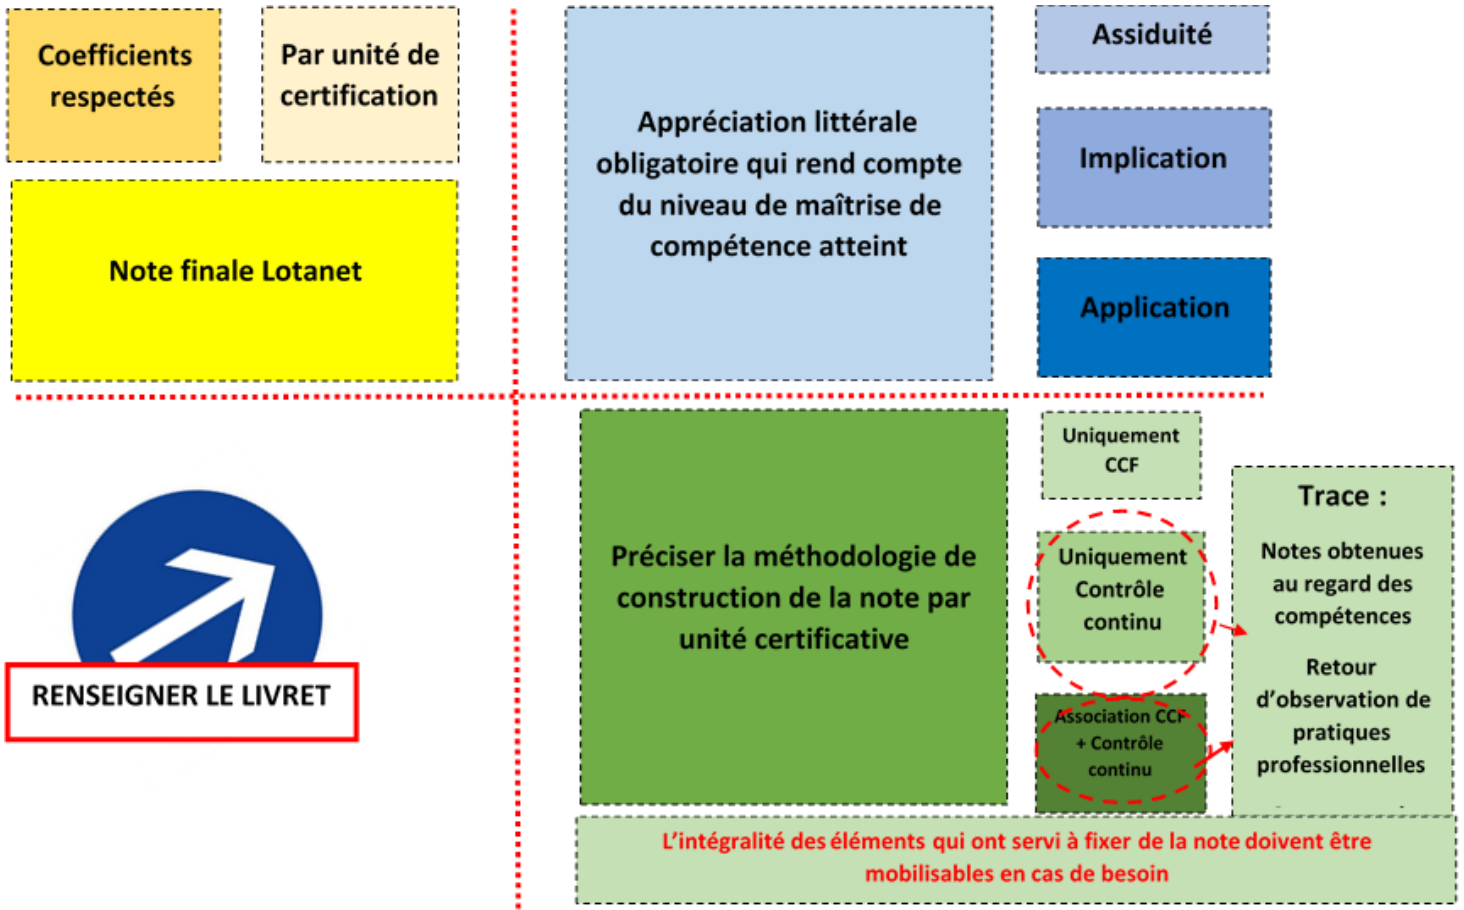 Coefficients
respectés
Par unité de
certification
Note finale Lotanet
Appréciation littérale
obligatoire qui rend compte
du niveau de maîtrise de
compétence atteint
Assiduité
Implication
Application
RENSEIGNER LE LIVRET
Préciser la méthodologie de
construction de la note par
unité certificative
Uniquement
CCF
Uniquement
Contrôle
continu
Association CCF
+ Contrôle
continu
Trace :
Notes obtenues
au regard des
compétences
Retour
d'observation de
pratiques
professionnelles
L'intégralité des éléments qui ont servi à fixer de la note doivent être
mobilisables en cas de besoin